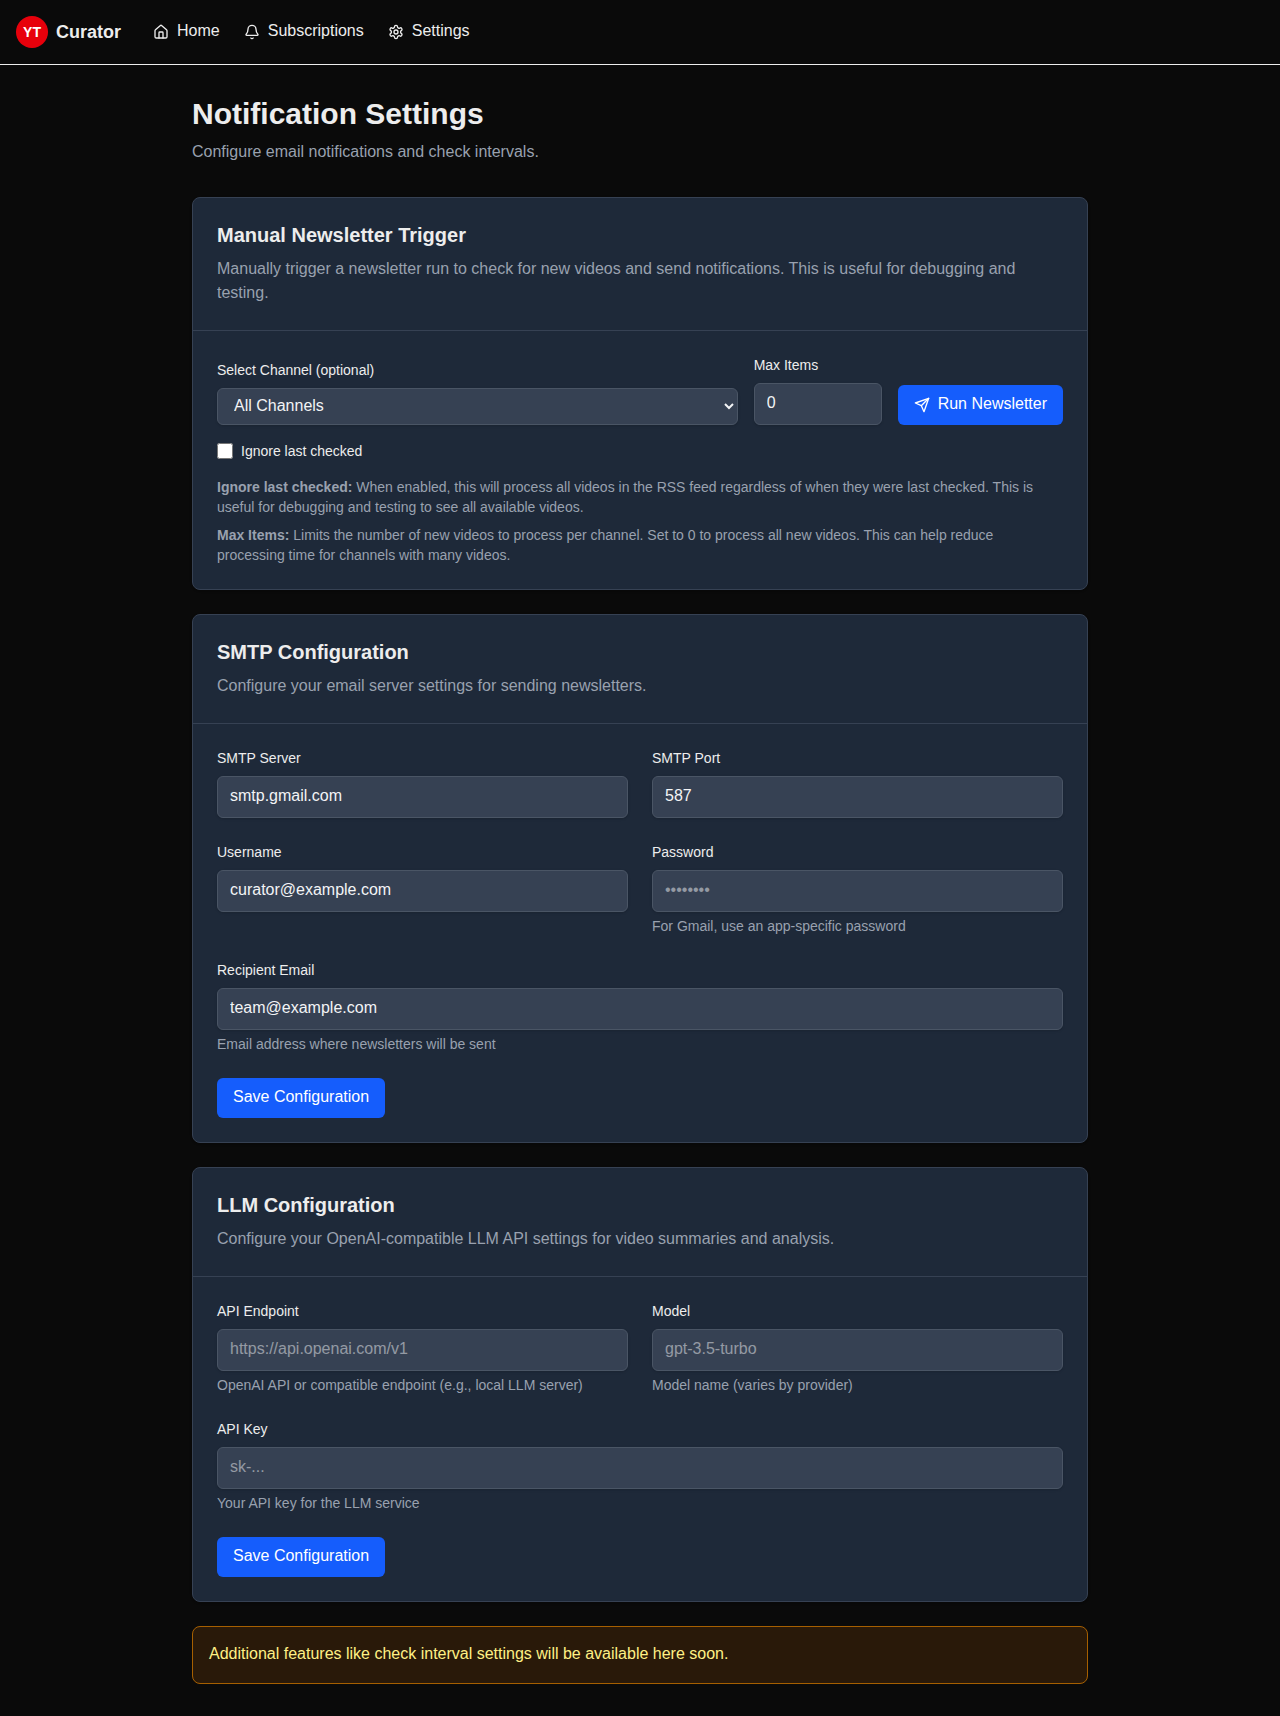 YT Curator Home Subscriptions Settings
Notification Settings
Configure email notifications and check intervals.
Manual Newsletter Trigger
Manually trigger a newsletter run to check for new videos and send notifications. This is useful for debugging and
testing.
Select Channel (optional)
All Channels
Max Items
0
Run Newsletter
Ignore last checked
Ignore last checked: When enabled, this will process all videos in the RSS feed regardless of when they were last checked. This is
useful for debugging and testing to see all available videos.
Max Items: Limits the number of new videos to process per channel. Set to 0 to process all new videos. This can help reduce
processing time for channels with many videos.
SMTP Configuration
Configure your email server settings for sending newsletters.
SMTP Server
smtp.gmail.com
SMTP Port
587
Username
curator@example.com
Password
••••••••
For Gmail, use an app-specific password
Recipient Email
team@example.com
Email address where newsletters will be sent
Save Configuration
LLM Configuration
Configure your OpenAI-compatible LLM API settings for video summaries and analysis.
API Endpoint
https://api.openai.com/v1
OpenAI API or compatible endpoint (e.g., local LLM server)
Model
gpt-3.5-turbo
Model name (varies by provider)
API Key
sk-...
Your API key for the LLM service
Save Configuration
Additional features like check interval settings will be available here soon.